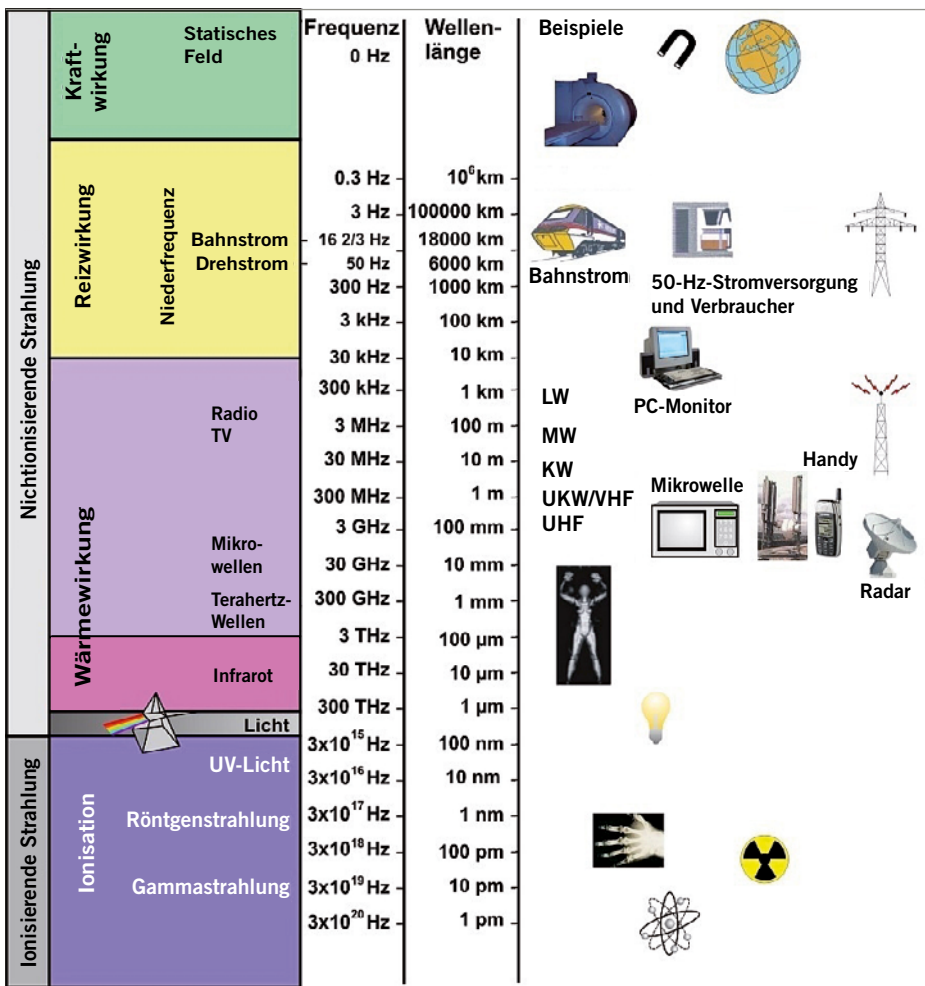 Nichtionisierende Strahlung
Ionisierende Strahlung
Kraft-
wirkung
Statisches
Feld
Reizwirkung
Niederfrequenz
Bahnstrom
Drehstrom
Wärmewirkung
Radio
TV
Mikro-
wellen
Terahertz-
Wellen
Infrarot
Licht
Ionisation
UV-Licht
Röntgenstrahlung
Gammastrahlung
Frequenz
0 Hz
0.3 Hz
3 Hz
16 2/3 Hz
50 Hz
300 Hz
3 kHz
30 kHz
300 kHz
3 MHz
30 MHz
300 MHz
3 GHz
30 GHz
300 GHz
3 THz
30 THz
300 THz
3x10¹⁵Hz
3x10¹⁶Hz
3x10¹⁷Hz
3x10¹⁸Hz
3x10¹⁹Hz
3x10²⁰Hz
Wellen-
länge
10⁶km
100000 km
18000 km
6000 km
1000 km
100 km
10 km
1 km
100 m
10 m
1 m
100 mm
10 mm
1 mm
100 µm
10 µm
1 µm
100 nm
10 nm
1 nm
100 pm
10 pm
1 pm
Beispiele
Bahnstrom
50-Hz-Stromversorgung
und Verbraucher
PC-Monitor
LW
MW
KW
UKW/VHF
UHF
Mikrowelle
Handy
Radar